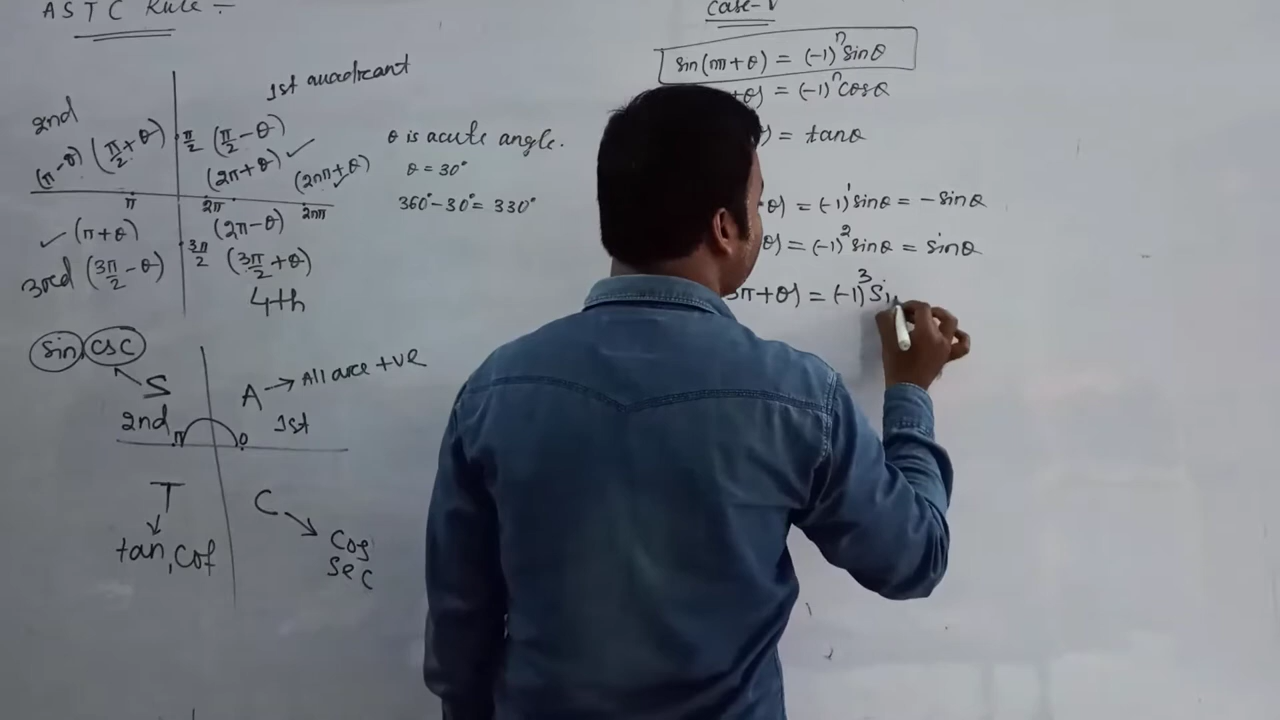 ASTC Rule :-
1st quadrant
2nd
(π-θ) (π/2+θ) π/2 (π/2-θ)
(2π+θ) ✓ (2nπ+θ) ✓
π 2π 2nπ
✓ (π+θ) (2π-θ)
3rd (3π/2-θ) 3π/2 (3π/2+θ)
4th
θ is acute angle.
θ = 30°
360°-30°= 330°
sin csc
S A → All are +ve
2nd 1st
π 0
T C
tan, cot
cos
sec
Case-V
sin(nπ+θ) = (-1)ⁿ sinθ
+θ) = (-1)ⁿ cosθ
) = tanθ
θ) = (-1)¹ sinθ = -sinθ
θ) = (-1)² sinθ = sinθ
3π+θ) = (-1)³ Si